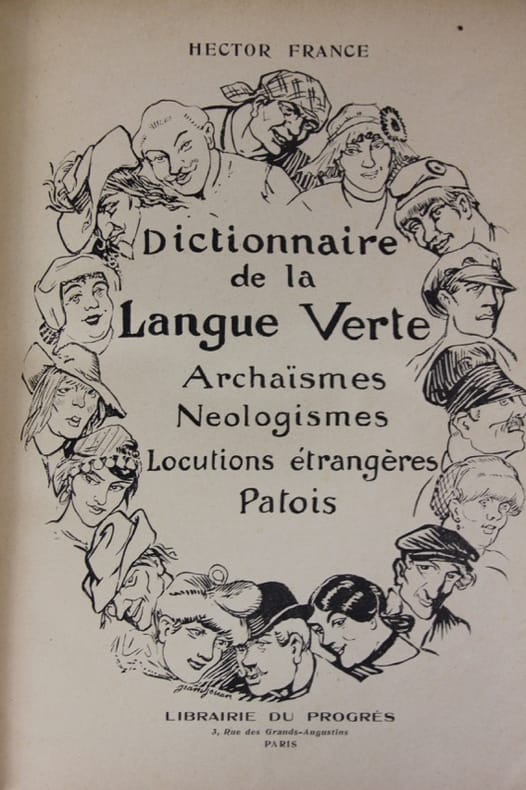 HECTOR FRANCE
Dictionnaire
de la
Langue Verte
Archaïsmes
Neologismes
Locutions étrangères
Patois
LIBRAIRIE DU PROGRÉS
3, Rue des Grands-Augustins
PARIS